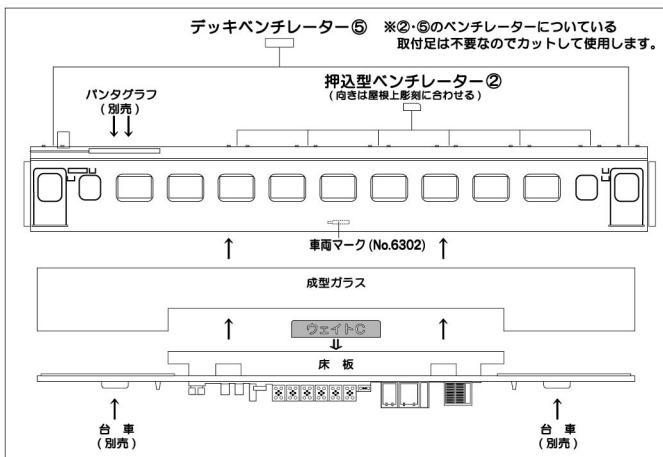 デッキベンチレーター⑤ ※②・⑤のベンチレーターについている
取付足は不要なのでカットして使用します。
パンタグラフ
(別売)
押込型ベンチレーター②
(向きは屋根上彫刻に合わせる)
車両マーク(No.6302)
成型ガラス
ウェイトC
床 板
台 車
(別売)
台 車
(別売)